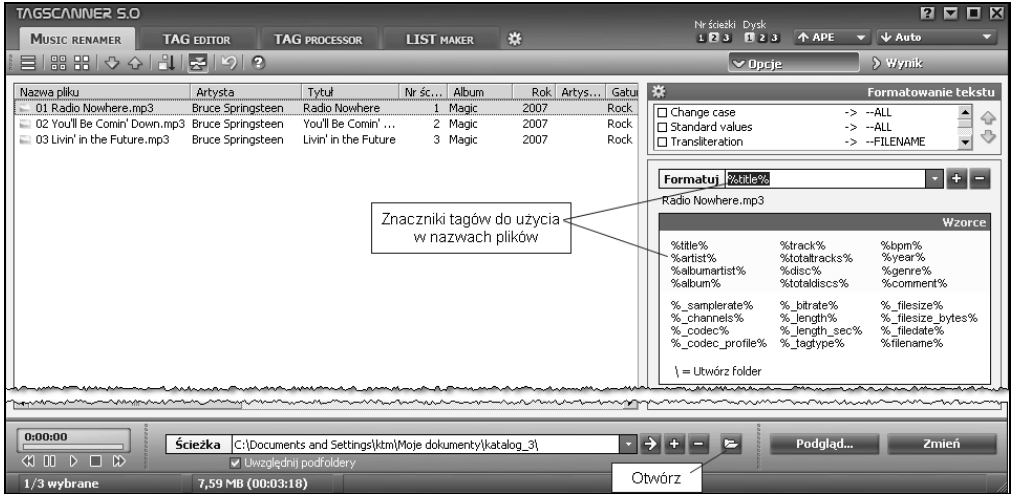 TAGSCANNER 5.0
Nr ścieżki Dysk
MUSIC RENAMER TAG EDITOR TAG PROCESSOR LIST MAKER 1 2 3 1 2 3 APE Auto
Opcje Wynik
Nazwa pliku Artysta Tytuł Nr śc... Album Rok Artys... Gatu
01 Radio Nowhere.mp3 Bruce Springsteen Radio Nowhere 1 Magic 2007 Rock
02 You'll Be Comin' Down.mp3 Bruce Springsteen You'll Be Comin' ... 2 Magic 2007 Rock
03 Livin' in the Future.mp3 Bruce Springsteen Livin' in the Future 3 Magic 2007 Rock
Formatowanie tekstu
Change case -> --ALL
Standard values -> --ALL
Transliteration -> --FILENAME
Formatuj %title%
Radio Nowhere.mp3
Znaczniki tagów do użycia
w nazwach plików
Wzorce
%title% %track% %bpm%
%artist% %totaltracks% %year%
%albumartist% %disc% %genre%
%album% %totaldiscs% %comment%
%_samplerate% %_bitrate% %_filesize%
%_channels% %_length% %_filesize_bytes%
%_codec% %_length_sec% %_filedate%
%_codec_profile% %_tagtype% %filename%
\ = Utwórz folder
0:00:00
Ścieżka C:\Documents and Settings\ktm\Moje dokumenty\katalog_3\ Podgląd... Zmień
Uwzględnij podfoldery
Otwórz
1/3 wybrane 7,59 MB (00:03:18)